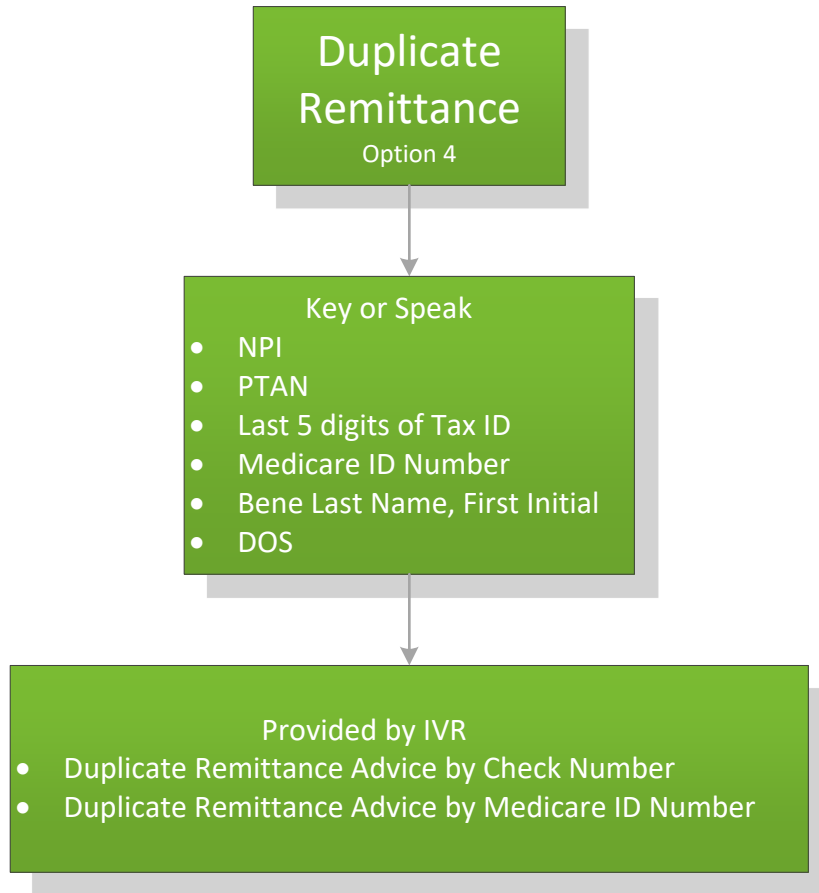 Duplicate
Remittance
Option 4
Key or Speak
• NPI
• PTAN
• Last 5 digits of Tax ID
• Medicare ID Number
• Bene Last Name, First Initial
• DOS
Provided by IVR
• Duplicate Remittance Advice by Check Number
• Duplicate Remittance Advice by Medicare ID Number